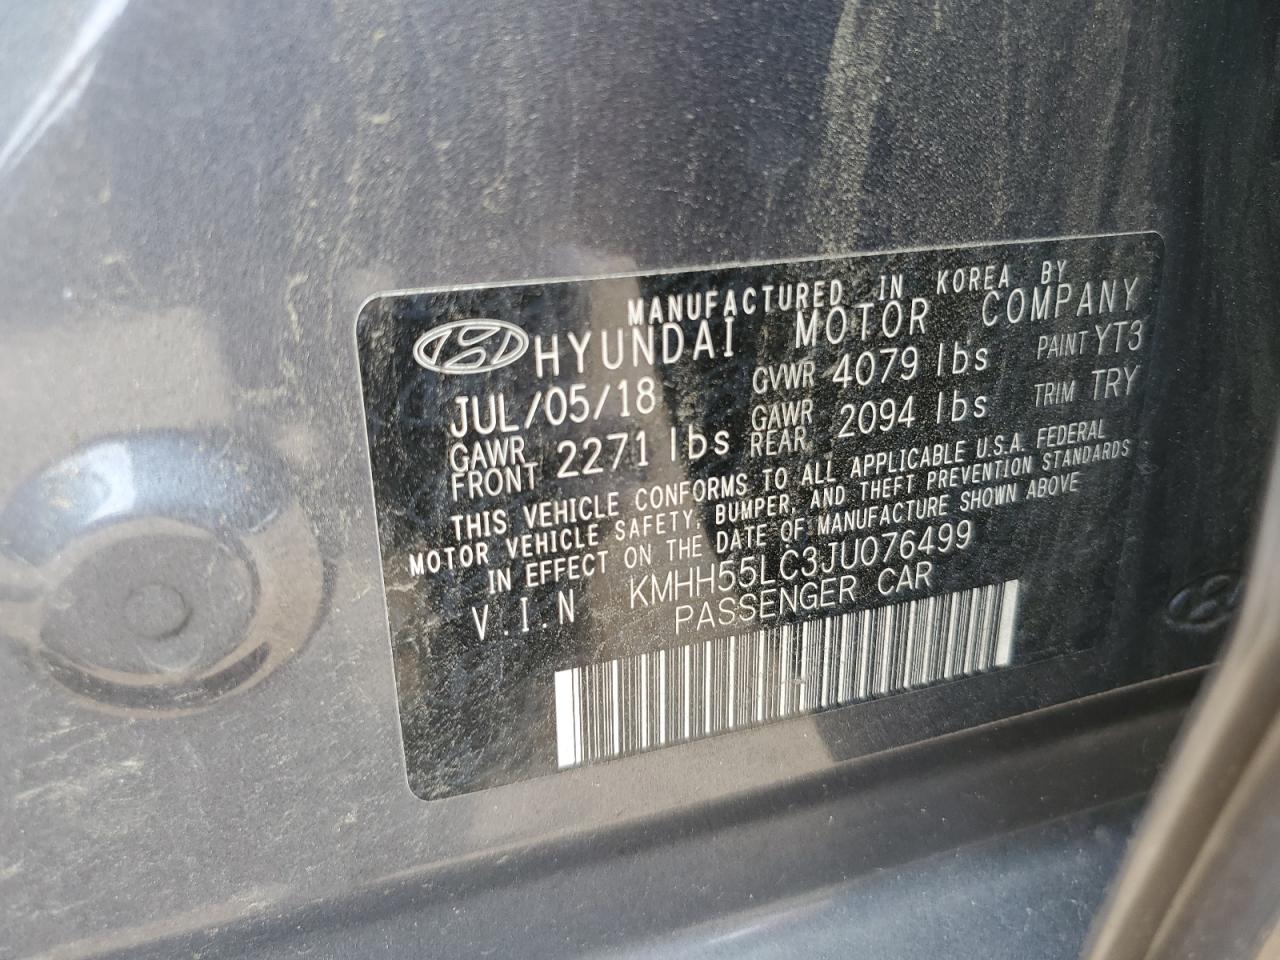 MANUFACTURED IN KOREA BY
HYUNDAI MOTOR COMPANY
JUL/05/18 GVWR 4079 lbs PAINT YT3
GAWR FRONT 2271 lbs GAWR REAR 2094 lbs TRIM TRY
THIS VEHICLE CONFORMS TO ALL APPLICABLE U.S.A. FEDERAL
MOTOR VEHICLE SAFETY, BUMPER, AND THEFT PREVENTION STANDARDS
IN EFFECT ON THE DATE OF MANUFACTURE SHOWN ABOVE
V.I.N KMHH55LC3JU076499
PASSENGER CAR